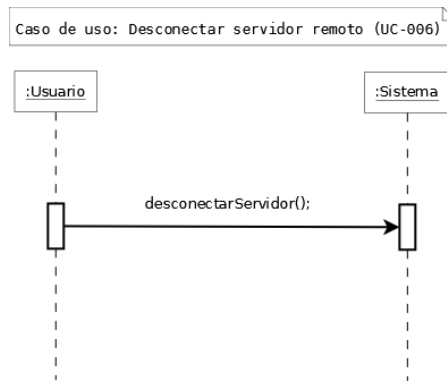 Caso de uso: Desconectar servidor remoto (UC-006)
:Usuario
:Sistema
desconectarServidor();